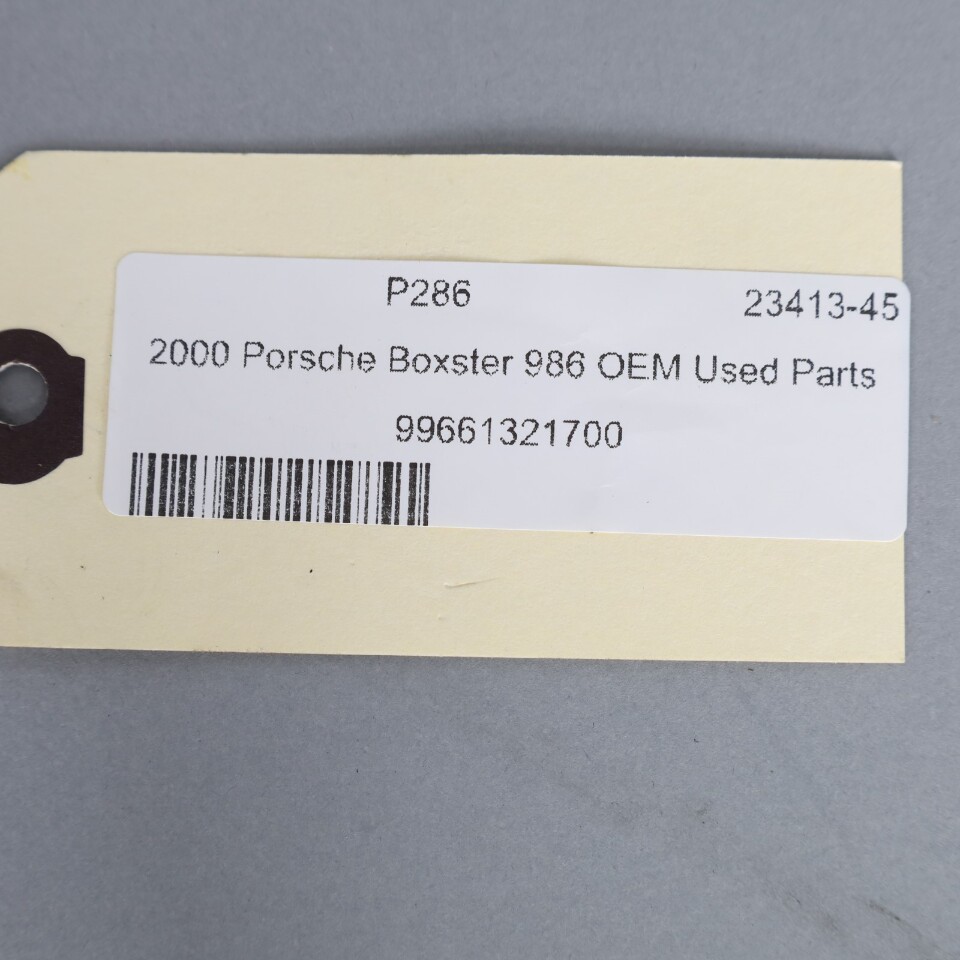 P286 23413-45
2000 Porsche Boxster 986 OEM Used Parts
99661321700